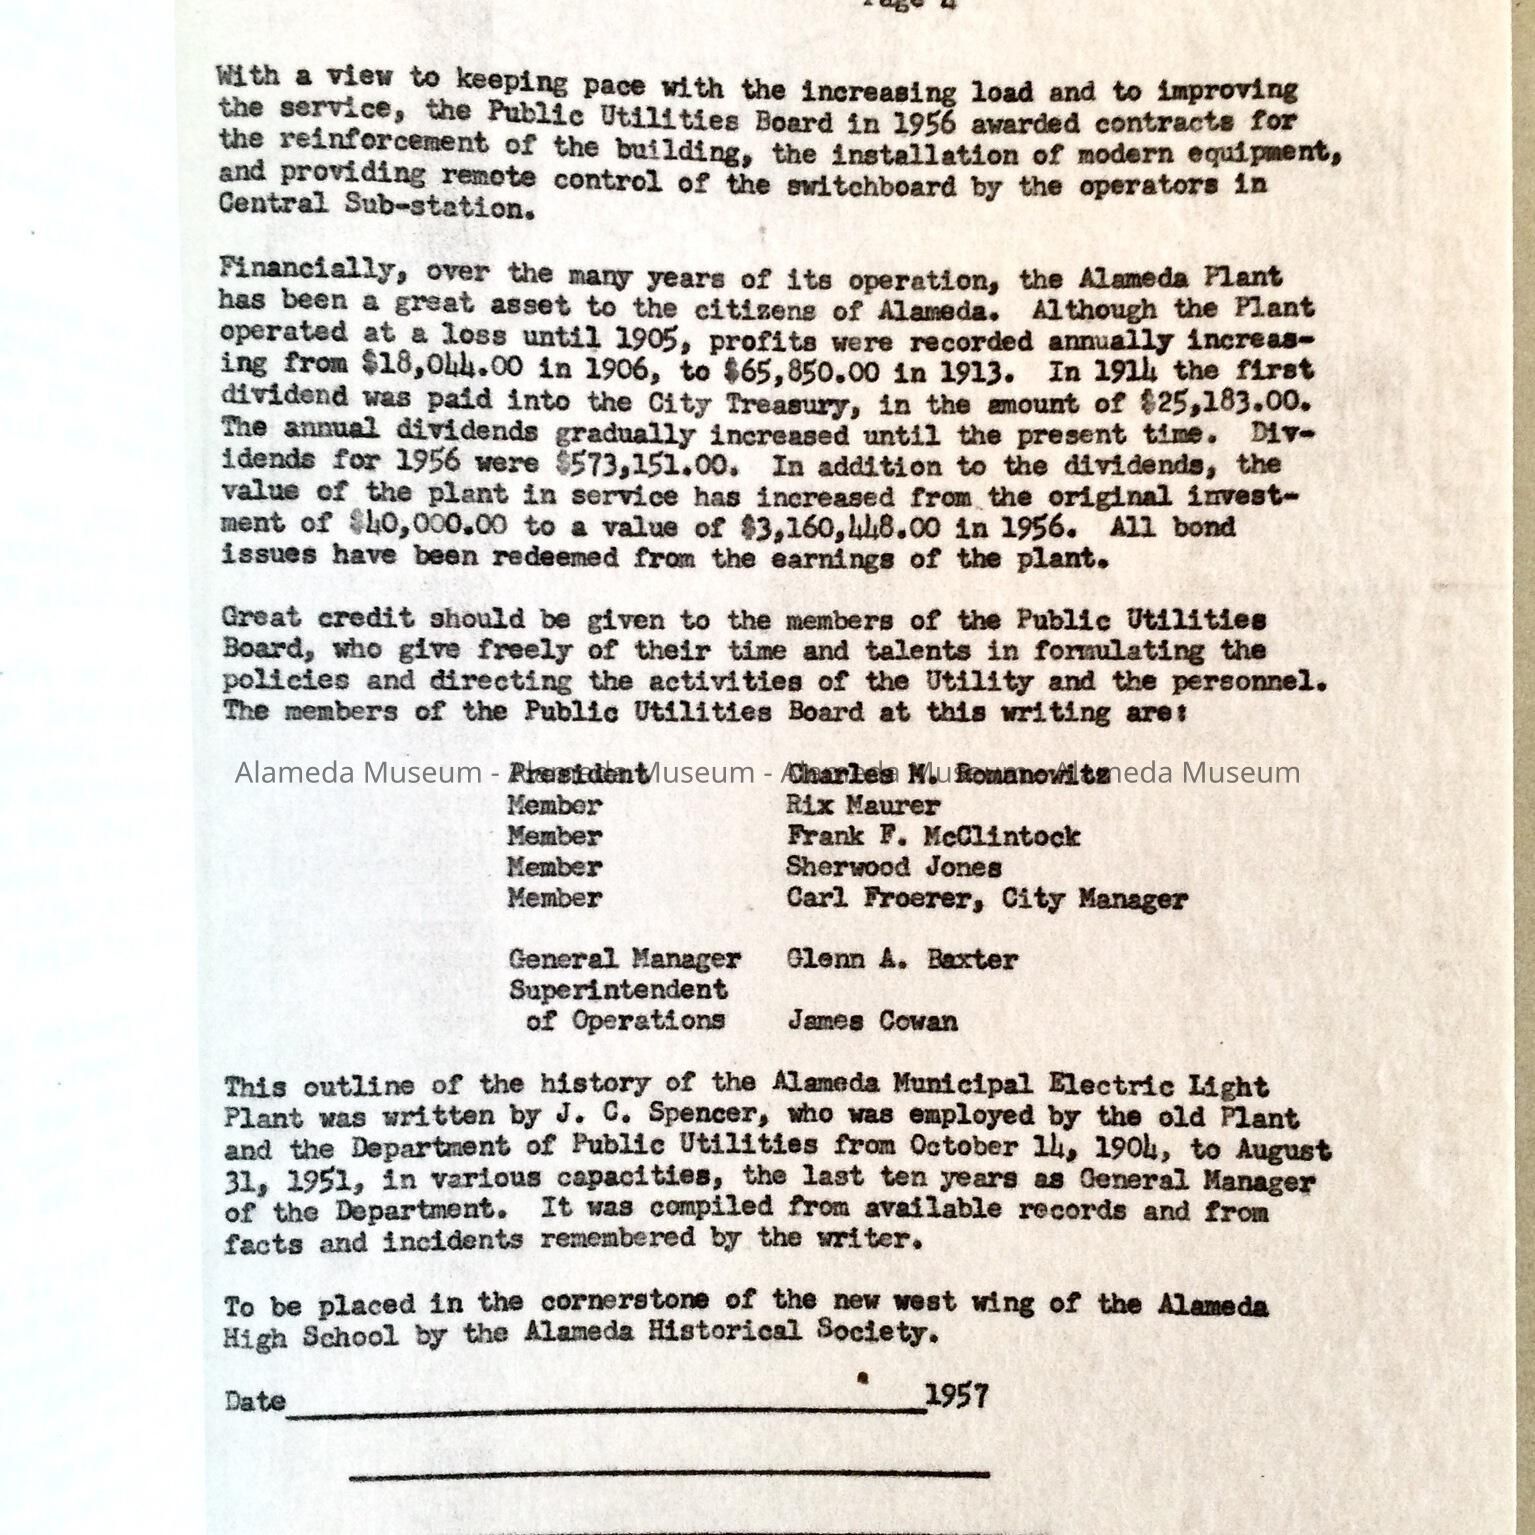 Page 4
With a view to keeping pace with the increasing load and to improving
the service, the Public Utilities Board in 1956 awarded contracts for
the reinforcement of the building, the installation of modern equipment,
and providing remote control of the switchboard by the operators in
Central Sub-station.
Financially, over the many years of its operation, the Alameda Plant
has been a great asset to the citizens of Alameda. Although the Plant
operated at a loss until 1905, profits were recorded annually increas-
ing from $18,044.00 in 1906, to $65,850.00 in 1913. In 1914 the first
dividend was paid into the City Treasury, in the amount of $25,183.00.
The annual dividends gradually increased until the present time. Div-
idends for 1956 were $573,151.00. In addition to the dividends, the
value of the plant in service has increased from the original invest-
ment of $40,000.00 to a value of $3,160,448.00 in 1956. All bond
issues have been redeemed from the earnings of the plant.
Great credit should be given to the members of the Public Utilities
Board, who give freely of their time and talents in formulating the
policies and directing the activities of the Utility and the personnel.
The members of the Public Utilities Board at this writing are:
Alameda Museum - Alameda Museum - Alameda Museum - Alameda Museum
President Charles M. Romanowitz
Member Rix Maurer
Member Frank F. McClintock
Member Sherwood Jones
Member Carl Froerer, City Manager
General Manager Glenn A. Baxter
Superintendent
of Operations James Cowan
This outline of the history of the Alameda Municipal Electric Light
Plant was written by J. C. Spencer, who was employed by the old Plant
and the Department of Public Utilities from October 14, 1904, to August
31, 1951, in various capacities, the last ten years as General Manager
of the Department. It was compiled from available records and from
facts and incidents remembered by the writer.
To be placed in the cornerstone of the new west wing of the Alameda
High School by the Alameda Historical Society.
Date 1957